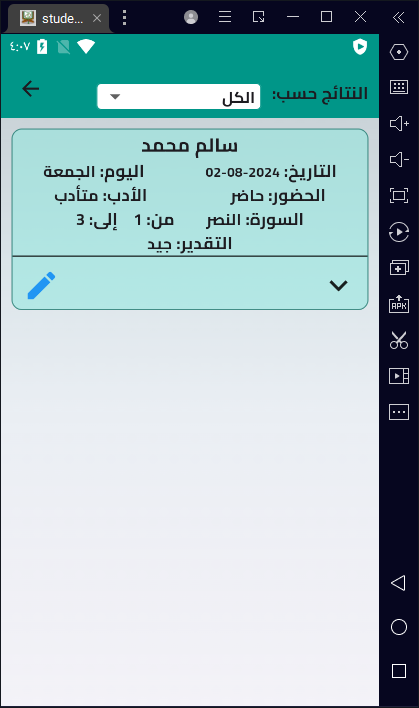 stude...
٤:٠٧
النتائج حسب: الكل
سالم محمد
التاريخ: 2024-08-02 اليوم: الجمعة
الحضور: حاضر الأدب: متأدب
السورة: النصر من: 1 إلى: 3
التقدير: جيد
APK